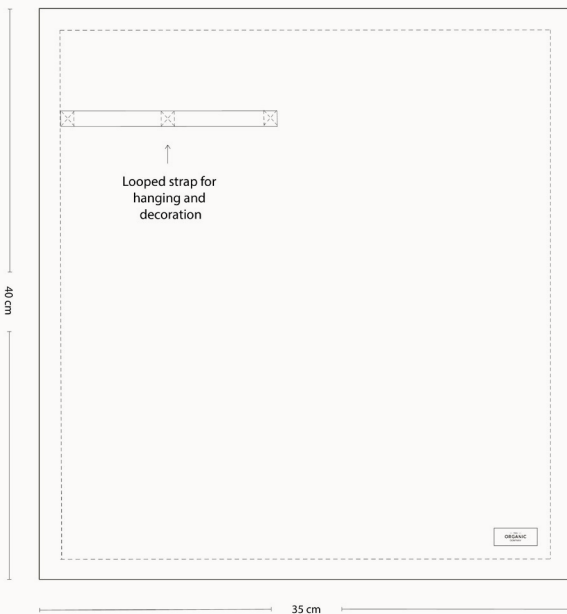 Looped strap for
hanging and
decoration
40 cm
ORGANIC
35 cm